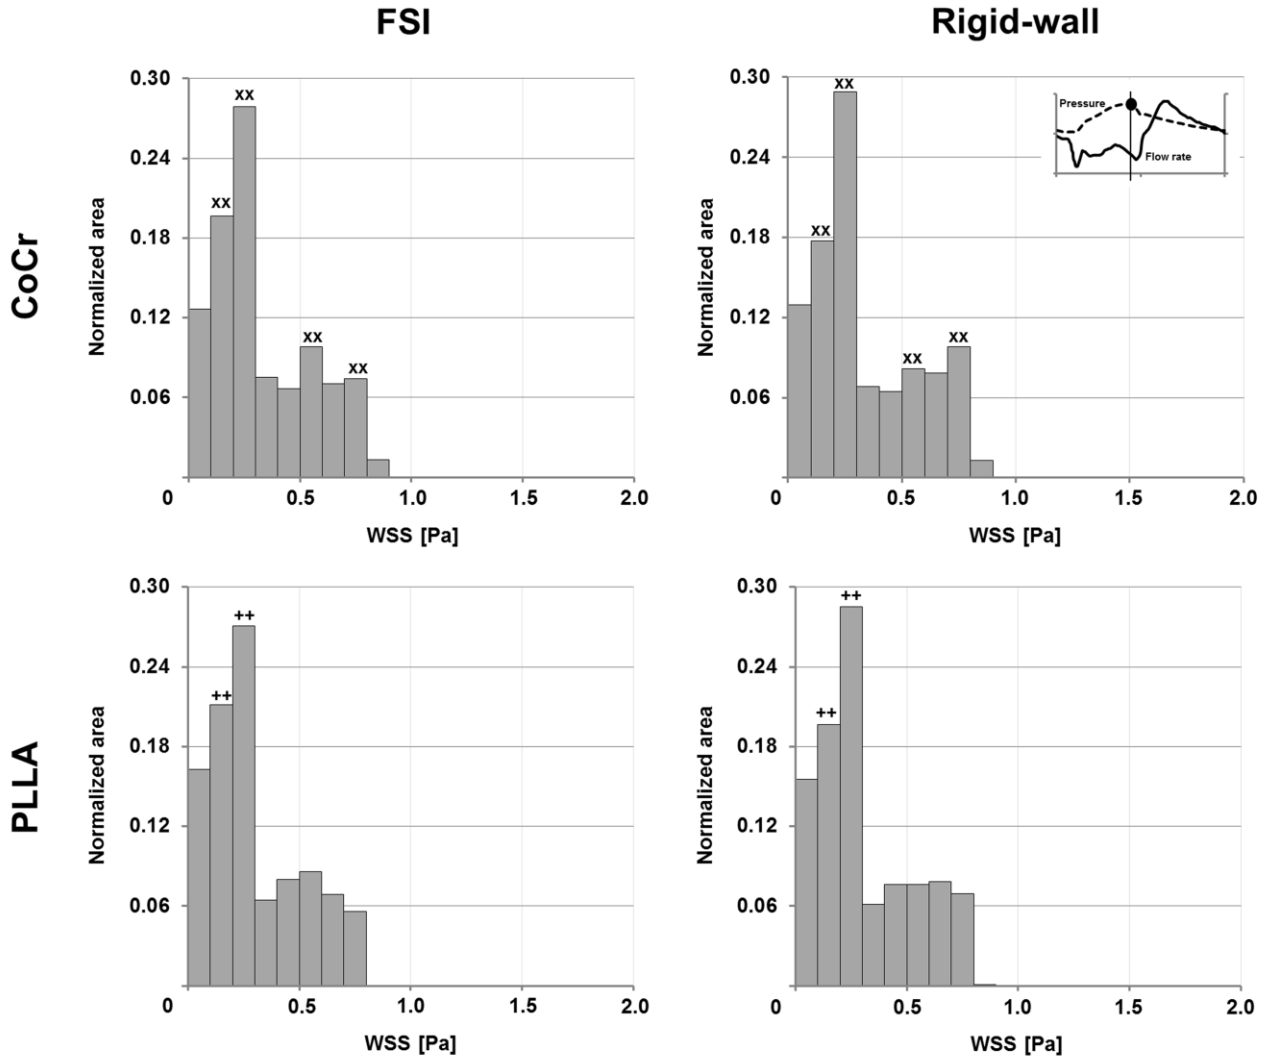 FSI
Rigid-wall
CoCr
Normalized area
0.30
0.24
0.18
0.12
0.06
xx
xx
xx
xx
0
0.5
1.0
1.5
2.0
WSS [Pa]
Normalized area
0.30
0.24
0.18
0.12
0.06
xx
xx
xx
xx
Pressure
Flow rate
0
0.5
1.0
1.5
2.0
WSS [Pa]
PLLA
Normalized area
0.30
0.24
0.18
0.12
0.06
++
++
0
0.5
1.0
1.5
2.0
WSS [Pa]
Normalized area
0.30
0.24
0.18
0.12
0.06
++
++
0
0.5
1.0
1.5
2.0
WSS [Pa]